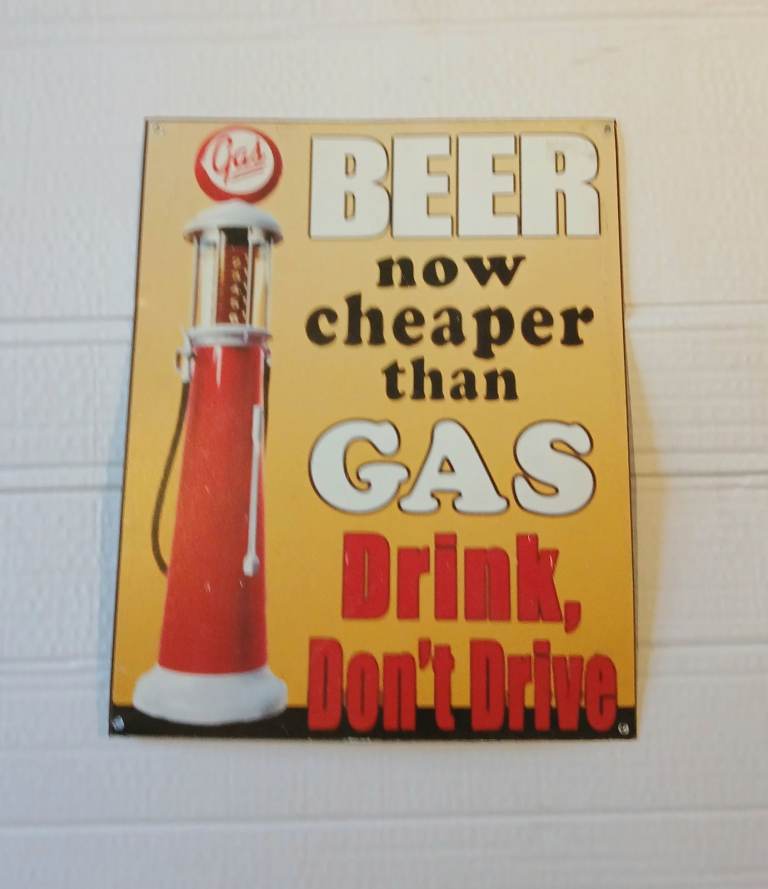 Gas
BEER
now
cheaper
than
GAS
Drink,
Don't Drive